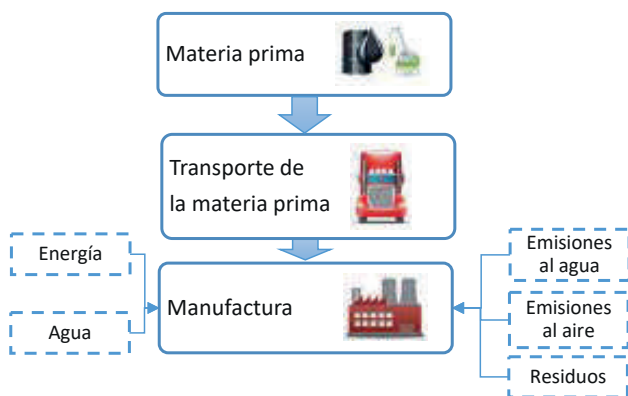 Materia prima
Transporte de
la materia prima
Energía
Agua
Manufactura
Emisiones
al agua
Emisiones
al aire
Residuos